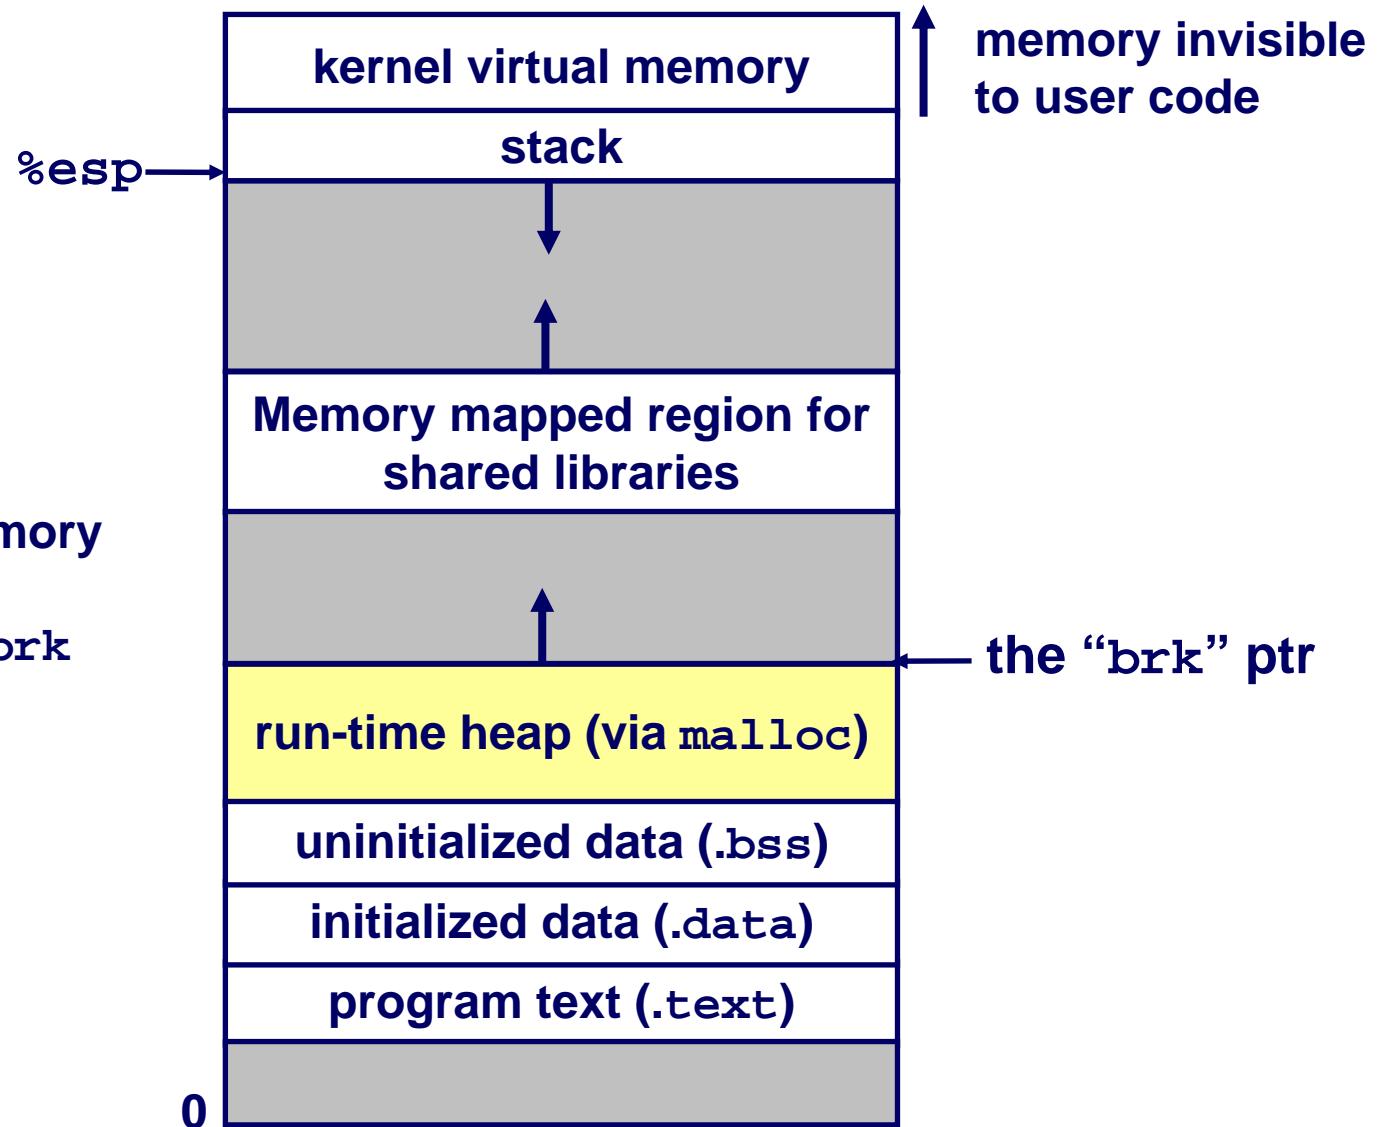 kernel virtual memory
memory invisible
to user code
stack
%esp
Memory mapped region for
shared libraries
the “brk” ptr
run-time heap (via malloc)
uninitialized data (.bss)
initialized data (.data)
program text (.text)
0